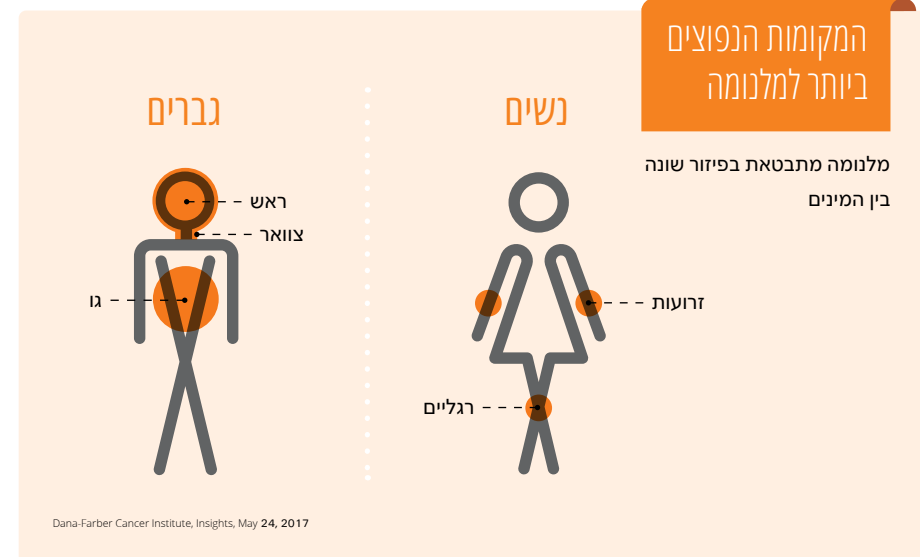 המקומות הנפוצים
ביותר למלנומה
מלנומה מתבטאת בפיזור שונה
בין המינים
נשים
זרועות
רגליים
גברים
ראש
צוואר
גו
Dana-Farber Cancer Institute, Insights, May 24, 2017